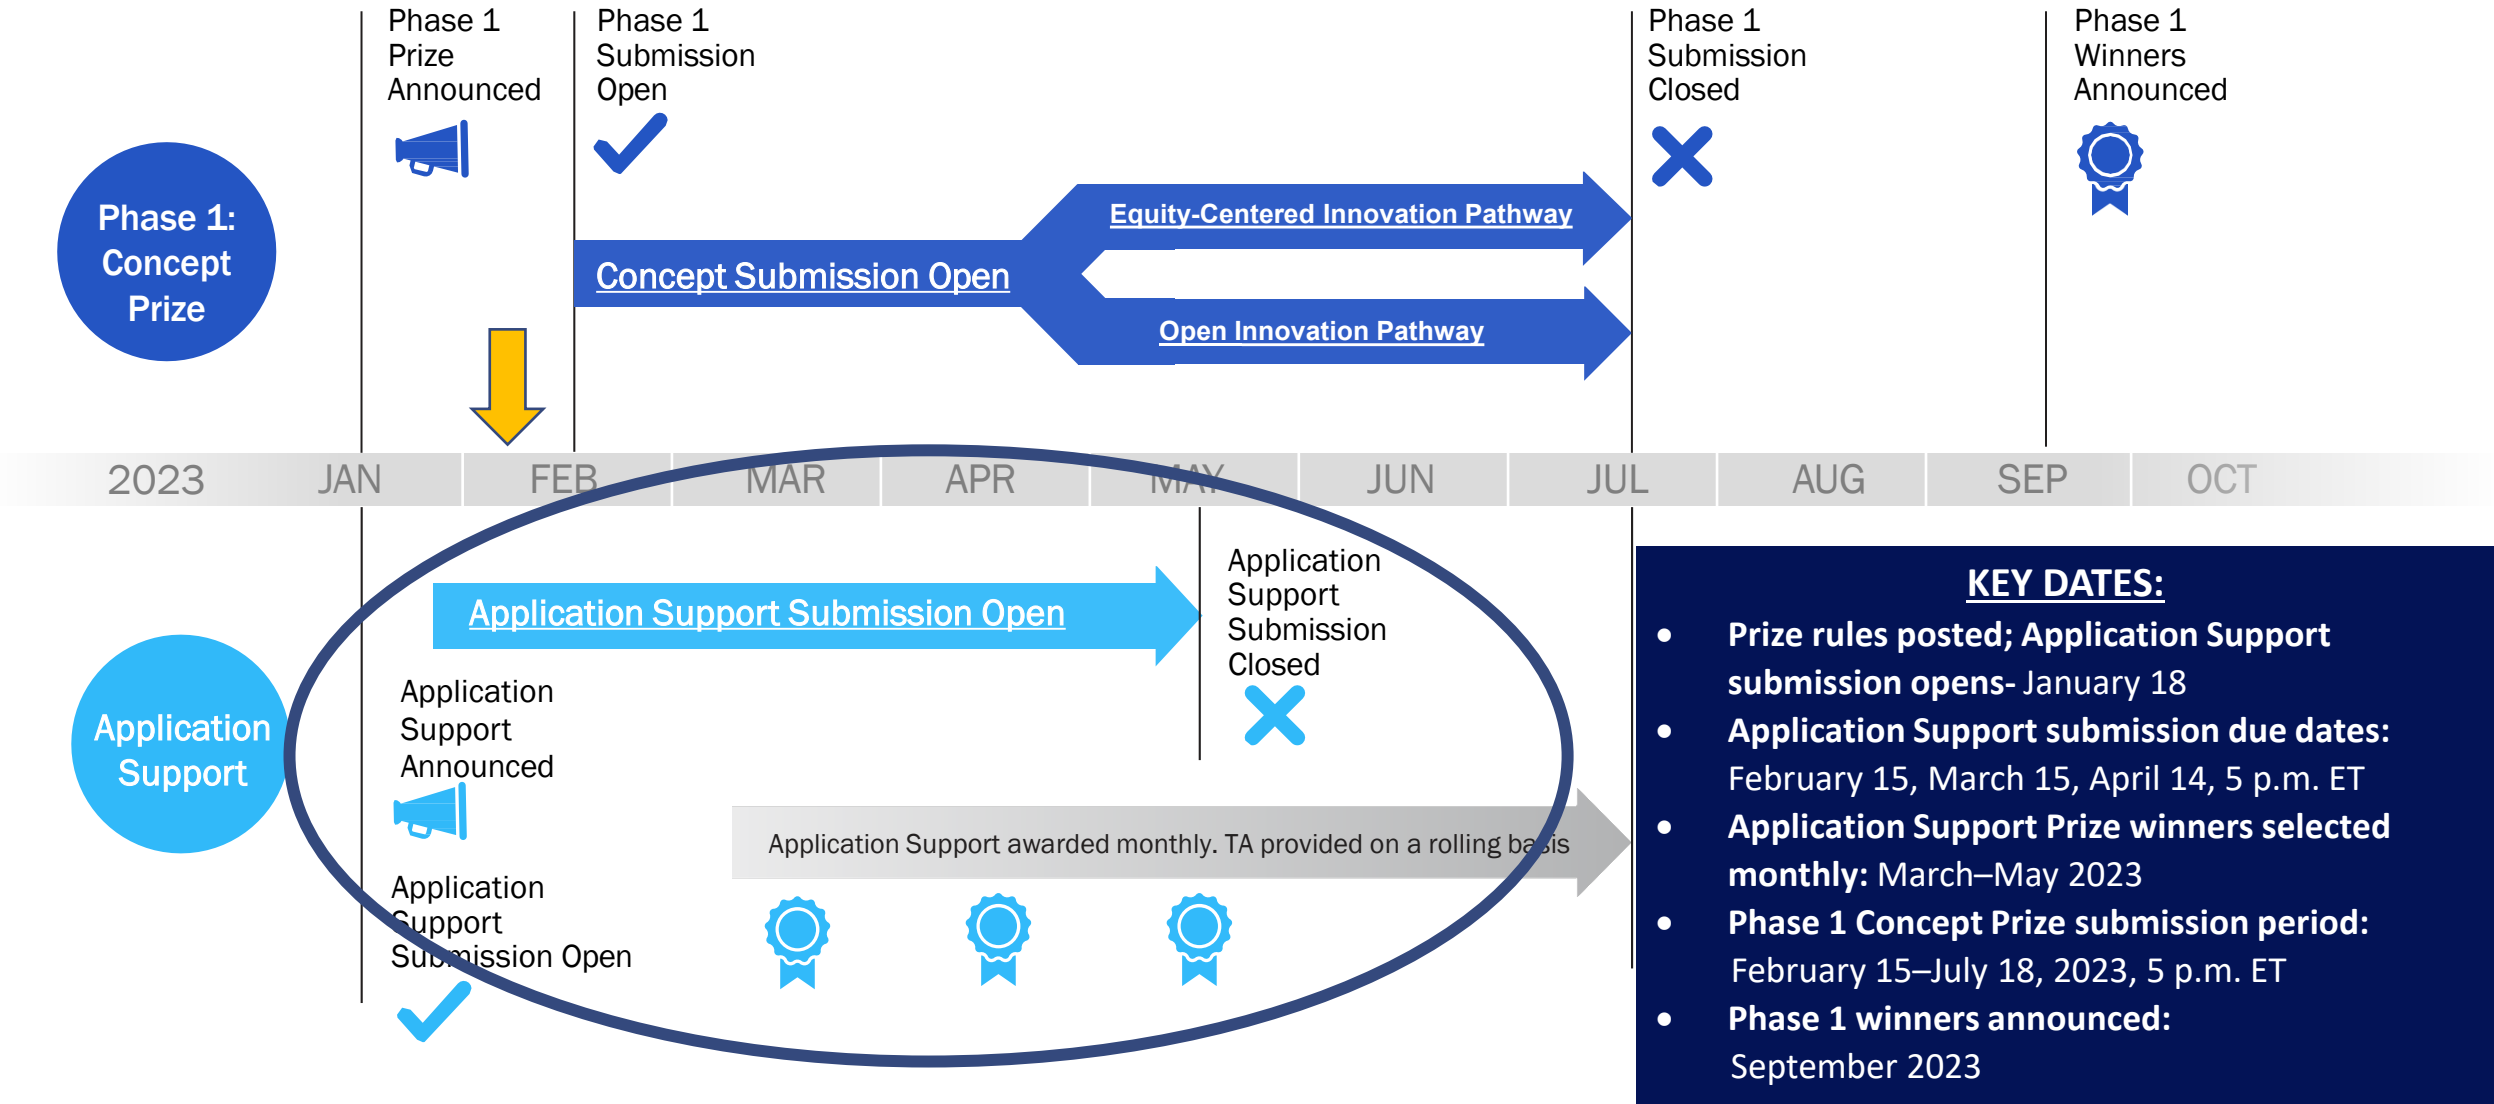 Phase 1
Prize
Announced
Phase 1
Submission
Open
Phase 1
Submission
Closed
Phase 1
Winners
Announced
Phase 1:
Concept
Prize
Equity-Centered Innovation Pathway
Concept Submission Open
Open Innovation Pathway
2023 JAN FEB MAR APR MAY JUN JUL AUG SEP OCT
Application Support Submission Open
Application
Support
Submission
Closed
Application
Support
Application
Support
Announced
Application Support awarded monthly. TA provided on a rolling basis
Application
Support
Submission Open
KEY DATES:
• Prize rules posted; Application Support
submission opens- January 18
• Application Support submission due dates:
February 15, March 15, April 14, 5 p.m. ET
• Application Support Prize winners selected
monthly: March–May 2023
• Phase 1 Concept Prize submission period:
February 15–July 18, 2023, 5 p.m. ET
• Phase 1 winners announced:
September 2023